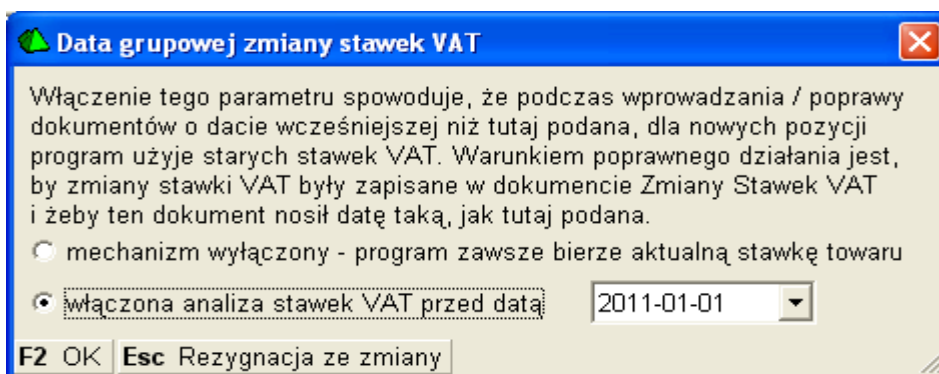 Data grupowej zmiany stawek VAT
Włączenie tego parametru spowoduje, że podczas wprowadzania / poprawy
dokumentów o dacie wcześniejszej niż tutaj podana, dla nowych pozycji
program użyje starych stawek VAT. Warunkiem poprawnego działania jest,
by zmiany stawki VAT były zapisane w dokumencie Zmiany Stawek VAT
i żeby ten dokument nosił datę taką, jak tutaj podana.
mechanizm wyłączony - program zawsze bierze aktualną stawkę towaru
włączona analiza stawek VAT przed datą 2011-01-01
F2 OK Esc Rezygnacja ze zmiany